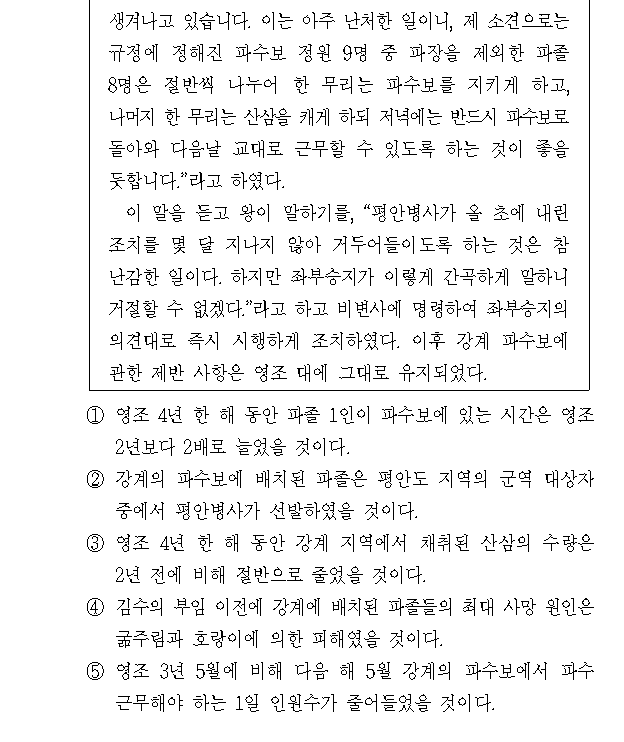 생겨나고 있습니다. 이는 아주 난처한 일이니, 제 소견으로는
규정에 정해진 파수보 정원 9명 중 파장을 제외한 파졸
8명은 절반씩 나누어 한 무리는 파수보를 지키게 하고,
나머지 한 무리는 산삼을 캐게 하되 저녁에는 반드시 파수보로
돌아와 다음날 교대로 근무할 수 있도록 하는 것이 좋을
듯합니다.”라고 하였다.
이 말을 듣고 왕이 말하기를, “평안병사가 올 초에 내린
조치를 몇 달 지나지 않아 거두어들이도록 하는 것은 참
난감한 일이다. 하지만 좌부승지가 이렇게 간곡하게 말하니
거절할 수 없겠다.”라고 하고 비변사에 명령하여 좌부승지의
의견대로 즉시 시행하게 조치하였다. 이후 강계 파수보에
관한 제반 사항은 영조 대에 그대로 유지되었다.
① 영조 4년 한 해 동안 파졸 1인이 파수보에 있는 시간은 영조
2년보다 2배로 늘었을 것이다.
② 강계의 파수보에 배치된 파졸은 평안도 지역의 군역 대상자
중에서 평안병사가 선발하였을 것이다.
③ 영조 4년 한 해 동안 강계 지역에서 채취된 산삼의 수량은
2년 전에 비해 절반으로 줄었을 것이다.
④ 김수의 부임 이전에 강계에 배치된 파졸들의 최대 사망 원인은
굶주림과 호랑이에 의한 피해였을 것이다.
⑤ 영조 3년 5월에 비해 다음 해 5월 강계의 파수보에서 파수
근무해야 하는 1일 인원수가 줄어들었을 것이다.